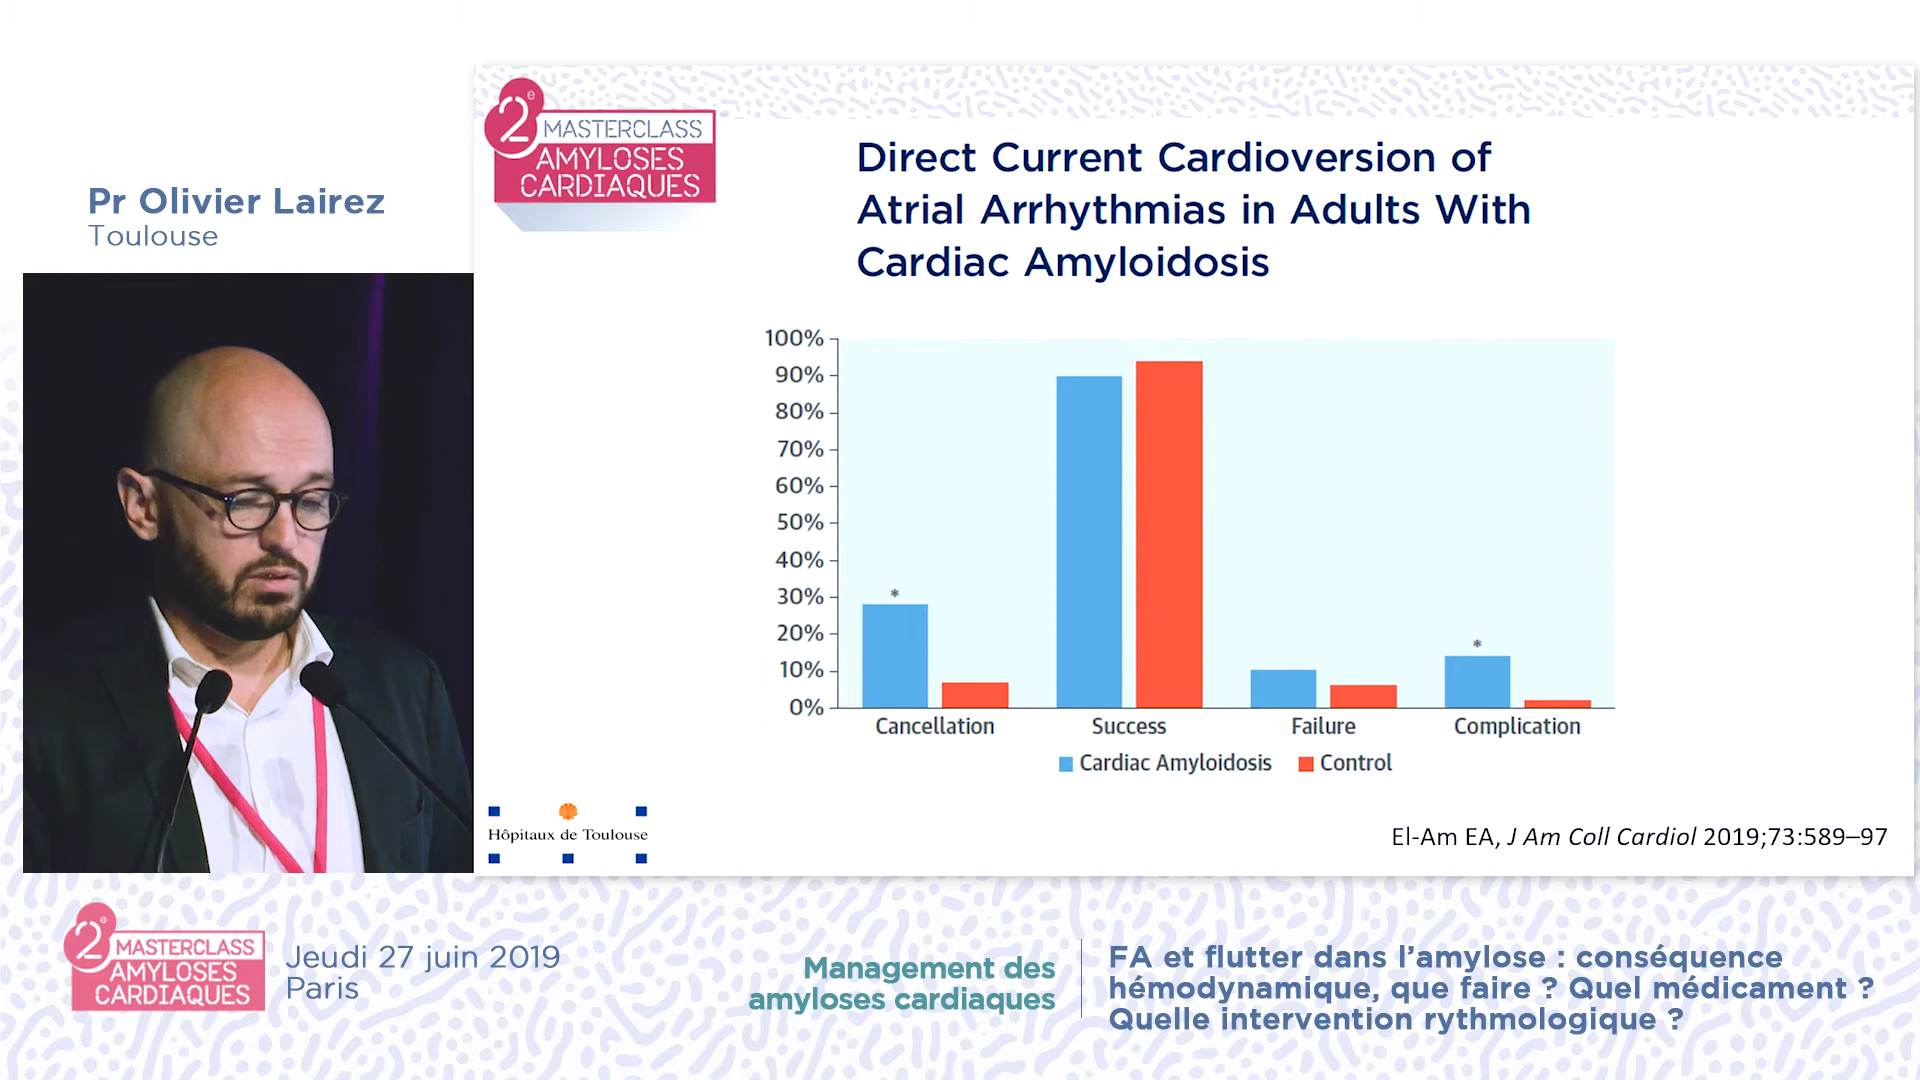 Pr Olivier Lairez
Toulouse
2e
MASTERCLASS
AMYLOSES
CARDIAQUES
Direct Current Cardioversion of
Atrial Arrhythmias in Adults With
Cardiac Amyloidosis
100%
90%
80%
70%
60%
50%
40%
30%
20%
10%
0%
*
*
Cancellation
Success
Failure
Complication
Cardiac Amyloidosis
Control
Hôpitaux de Toulouse
El-Am EA, J Am Coll Cardiol 2019;73:589–97
2e
MASTERCLASS
AMYLOSES
CARDIAQUES
Jeudi 27 juin 2019
Paris
Management des
amyloses cardiaques
FA et flutter dans l’amylose : conséquence
hémodynamique, que faire ? Quel médicament ?
Quelle intervention rythmologique ?